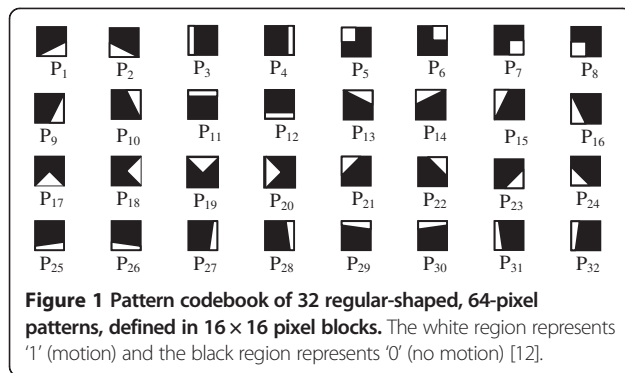 P₁ P₂ P₃ P₄ P₅ P₆ P₇ P₈
P₉ P₁₀ P₁₁ P₁₂ P₁₃ P₁₄ P₁₅ P₁₆
P₁₇ P₁₈ P₁₉ P₂₀ P₂₁ P₂₂ P₂₃ P₂₄
P₂₅ P₂₆ P₂₇ P₂₈ P₂₉ P₃₀ P₃₁ P₃₂
Figure 1 Pattern codebook of 32 regular-shaped, 64-pixel
patterns, defined in 16 × 16 pixel blocks. The white region represents
‘1’ (motion) and the black region represents ‘0’ (no motion) [12].